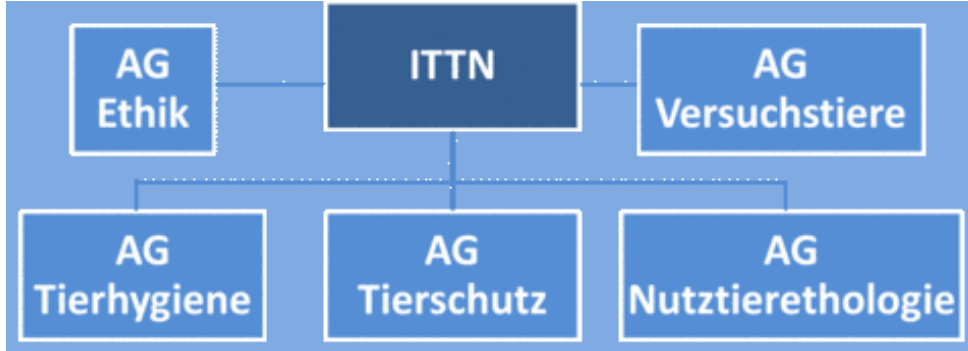 AG
Ethik
ITTN
AG
Versuchstiere
AG
Tierhygiene
AG
Tierschutz
AG
Nutztierethologie